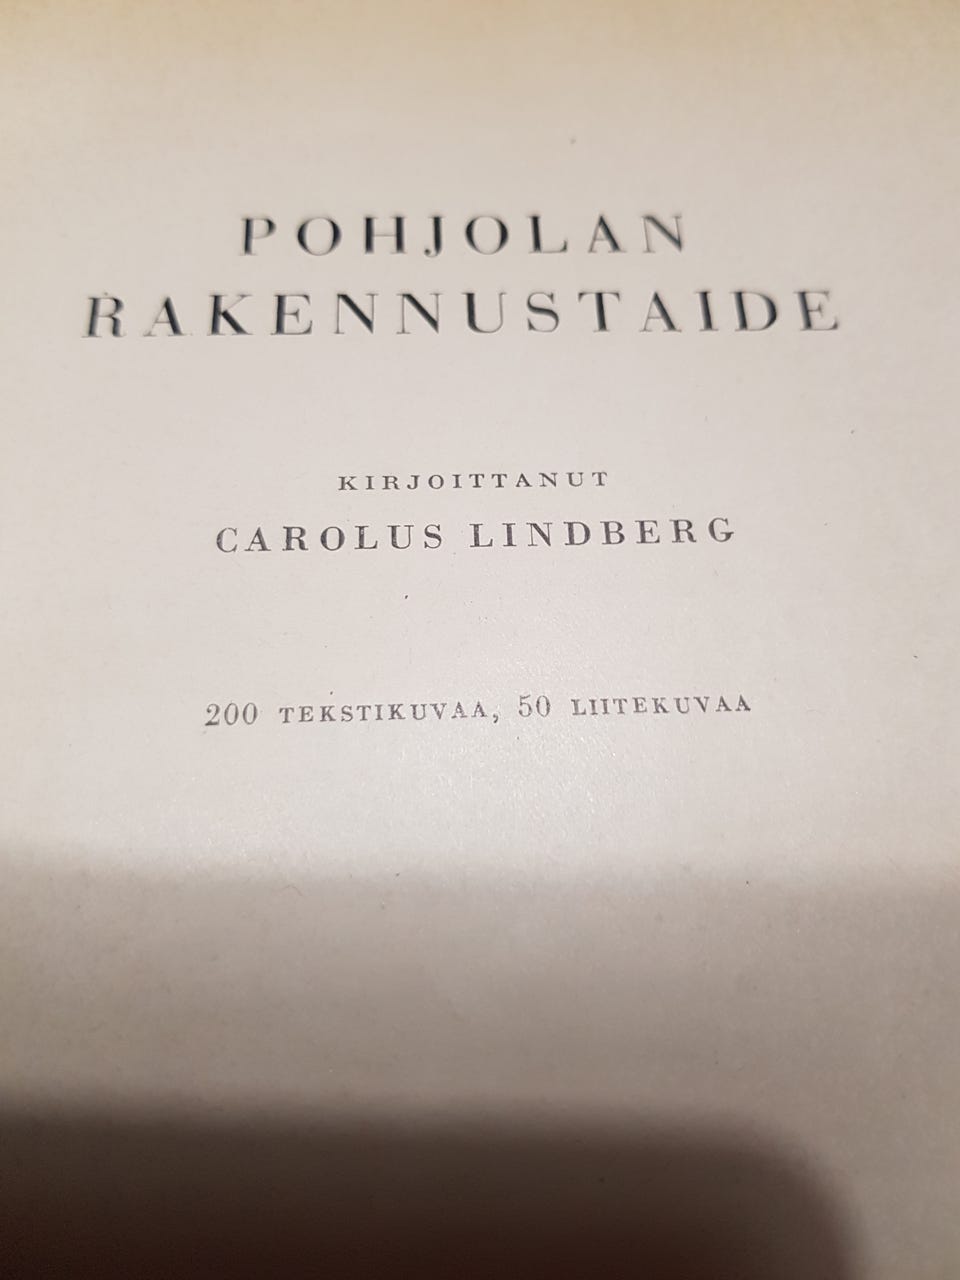 POHJOLAN
RAKENNUSTAIDE
KIRJOITTANUT
CAROLUS LINDBERG
200 TEKSTIKUVAA, 50 LIITEKUVAA